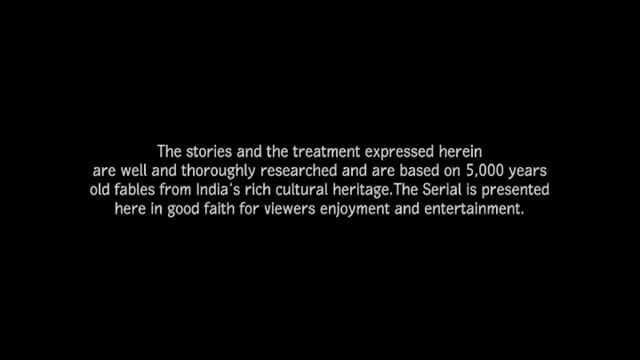 The stories and the treatment expressed herein
are well and thoroughly researched and are based on 5,000 years
old fables from India's rich cultural heritage.The Serial is presented
here in good faith for viewers enjoyment and entertainment.